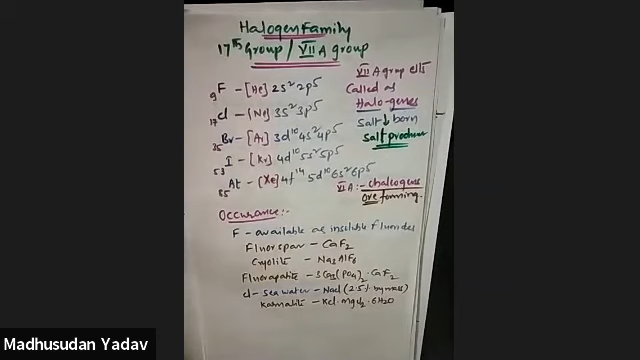 Halogen Family
17th Group / VII A group
9F - [He] 2s² 2p5
17Cl - [Ne] 3s² 3p5
35Br - [Ar] 3d10 4s² 4p5
53I - [Kr] 4d10 5s² 5p5
85At - [Xe] 4f14 5d10 6s² 6p5
VII A group elts
Called as
Halo-genes
Salt ↓ born
Salt producer
VI A :- chalcogens
Ore forming.
Occurance:-
F - available as insoluble fluorides
Fluorspar - CaF2
Cryolite - Na3AlF6
Fluorapatite - 3Ca3(PO4)2.CaF2
cl - Sea water - Nacl (2.5% by mass)
Karnalite - Kcl.Mgcl2.6H2O
Madhusudan Yadav